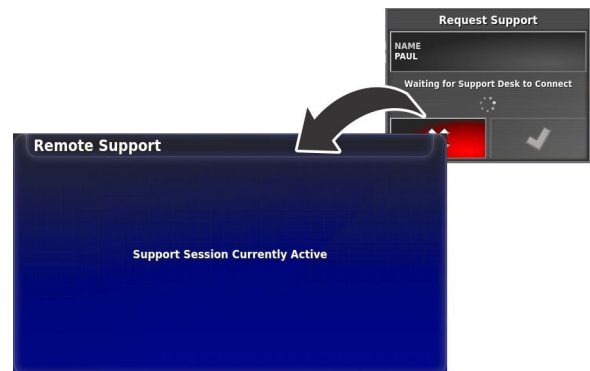 Request Support
NAME
PAUL
Waiting for Support Desk to Connect
Remote Support
Support Session Currently Active